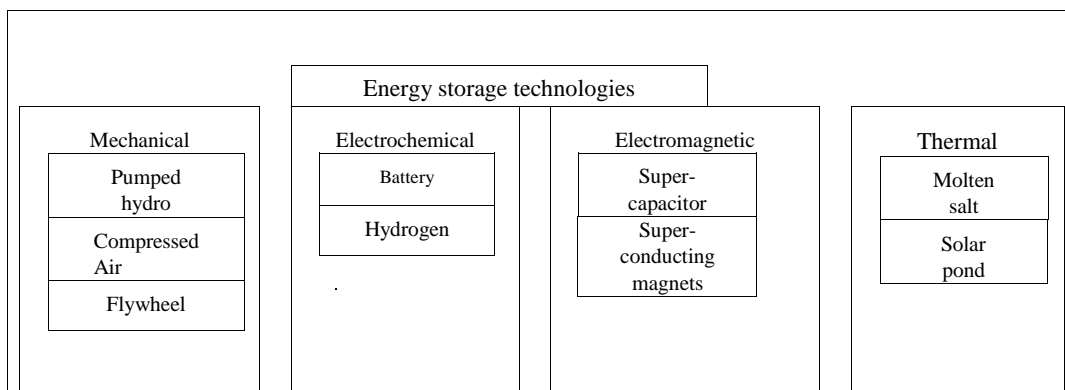 Energy storage technologies
Mechanical
Pumped
hydro
Compressed
Air
Flywheel
Electrochemical
Battery
Hydrogen
.
Electromagnetic
Super-
capacitor
Super-
conducting
magnets
Thermal
Molten
salt
Solar
pond